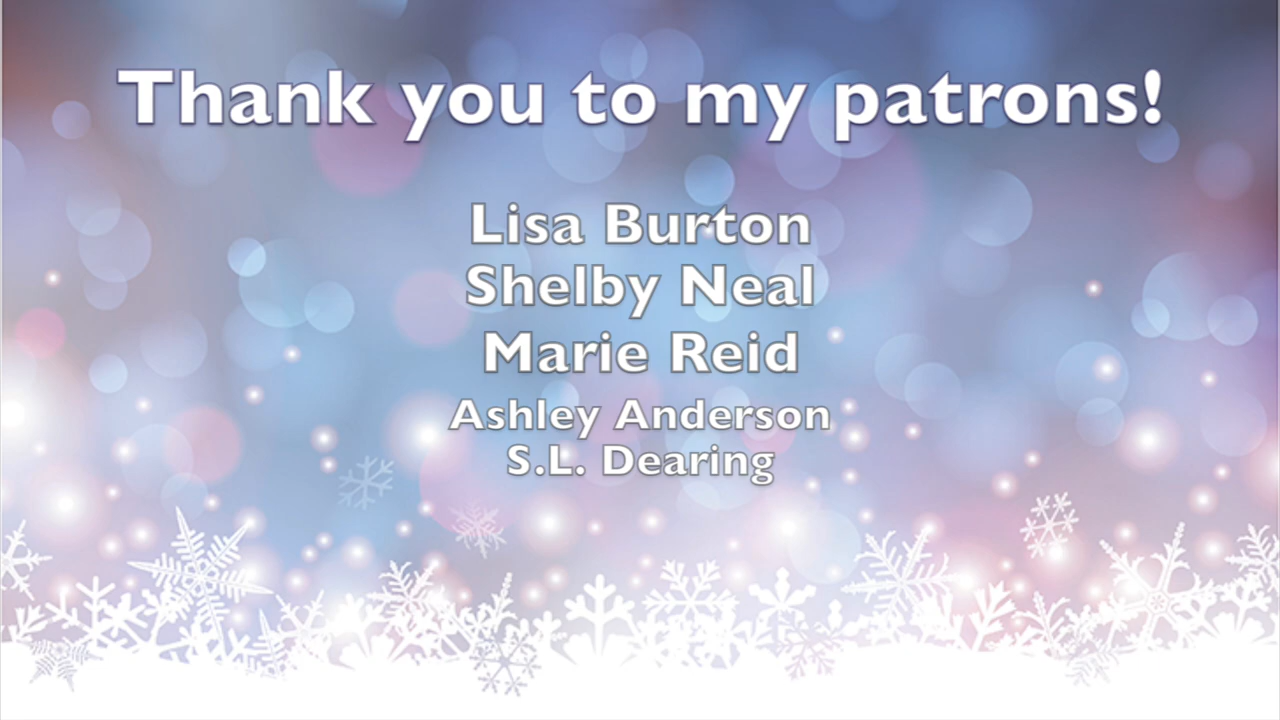 Thank you to my patrons!
Lisa Burton
Shelby Neal
Marie Reid
Ashley Anderson
S.L. Dearing